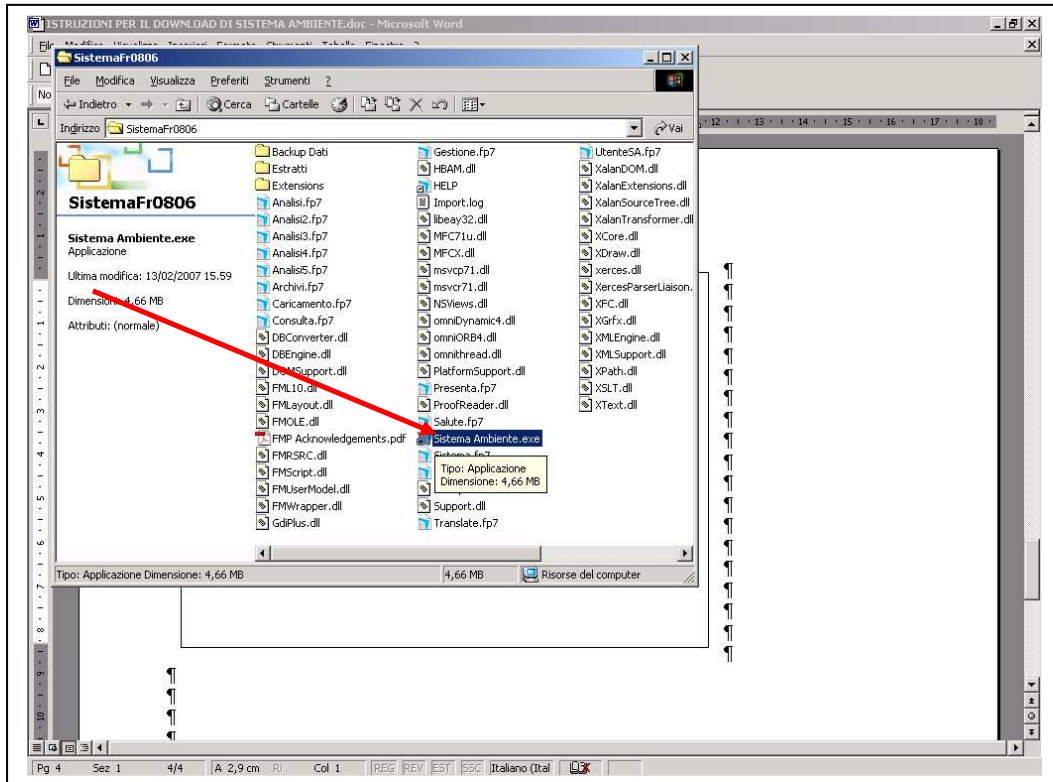 ISTRUZIONI PER IL DOWNLOAD DI SISTEMA AMBIENTE.doc - Microsoft Word
SistemaFr0806
File Modifica Visualizza Preferiti Strumenti ?
Indietro Cerca Cartelle
No
Indirizzo SistemaFr0806 Vai
12 13 14 15 16 17 18
SistemaFr0806
Sistema Ambiente.exe
Applicazione
Ultima modifica: 13/02/2007 15.59
Dimensioni: 4,66 MB
Attributi: (normale)
Backup Dati
Estratti
Extensions
Analisi.fp7
Analisi2.fp7
Analisi3.fp7
Analisi4.fp7
Analisi5.fp7
Archivi.fp7
Caricamento.fp7
Consulta.fp7
DBConverter.dll
DBEngine.dll
DOMSupport.dll
FML10.dll
FMLayout.dll
FMOLE.dll
FMP Acknowledgements.pdf
FMRSRC.dll
FMScript.dll
FMUserModel.dll
FMWrapper.dll
GdiPlus.dll
Gestione.fp7
HBAM.dll
HELP
Import.log
libeay32.dll
MFC71u.dll
MFCX.dll
msvcp71.dll
msvcr71.dll
NSViews.dll
omniDynamic4.dll
omniORB4.dll
omnithread.dll
PlatformSupport.dll
Presenta.fp7
ProofReader.dll
Salute.fp7
Sistema Ambiente.exe
Sistema.fp7
Tipo: Applicazione
Dimensione: 4,66 MB
Support.dll
Translate.fp7
UtenteSA.fp7
XalanDOM.dll
XalanExtensions.dll
XalanSourceTree.dll
XalanTransformer.dll
XCore.dll
XDraw.dll
xerces.dll
XercesParserLiaison.
XFC.dll
XGrfx.dll
XMLEngine.dll
XMLSupport.dll
XPath.dll
XSLT.dll
XText.dll
Tipo: Applicazione Dimensione: 4,66 MB 4,66 MB Risorse del computer
Pg 4 Sez 1 4/4 A 2,9 cm Ri Col 1 REG REV EST SSC Italiano (Ital